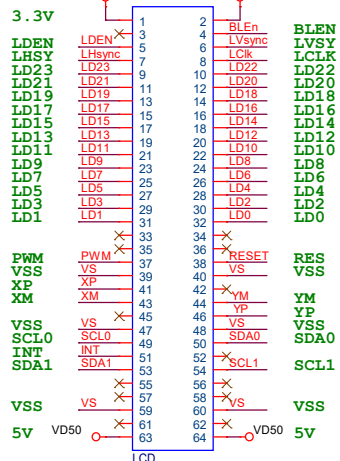 3.3V 1 2
3 4 BLEn BLEN
LDEN LDEN 5 6 LVsync LVSY
LHSY LHsync 7 8 LClk LCLK
LD23 LD23 9 10 LD22 LD22
LD21 LD21 11 12 LD20 LD20
LD19 LD19 13 14 LD18 LD18
LD17 LD17 15 16 LD16 LD16
LD15 LD15 17 18 LD14 LD14
LD13 LD13 19 20 LD12 LD12
LD11 LD11 21 22 LD10 LD10
LD9 LD9 23 24 LD8 LD8
LD7 LD7 25 26 LD6 LD6
LD5 LD5 27 28 LD4 LD4
LD3 LD3 29 30 LD2 LD2
LD1 LD1 31 32 LD0 LD0
33 34
35 36
PWM PWM 37 38 RESET RES
VSS VS 39 40 VS VSS
XP XP 41 42
XM XM 43 44 YM YM
45 46 YP YP
VSS VS 47 48 VS VSS
SCL0 SCL0 49 50 SDA0 SDA0
INT INT 51 52
SDA1 SDA1 53 54 SCL1 SCL1
55 56
57 58
VSS VS 59 60 VS VSS
61 62
5V VD50 63 64 VD50 5V
LCD